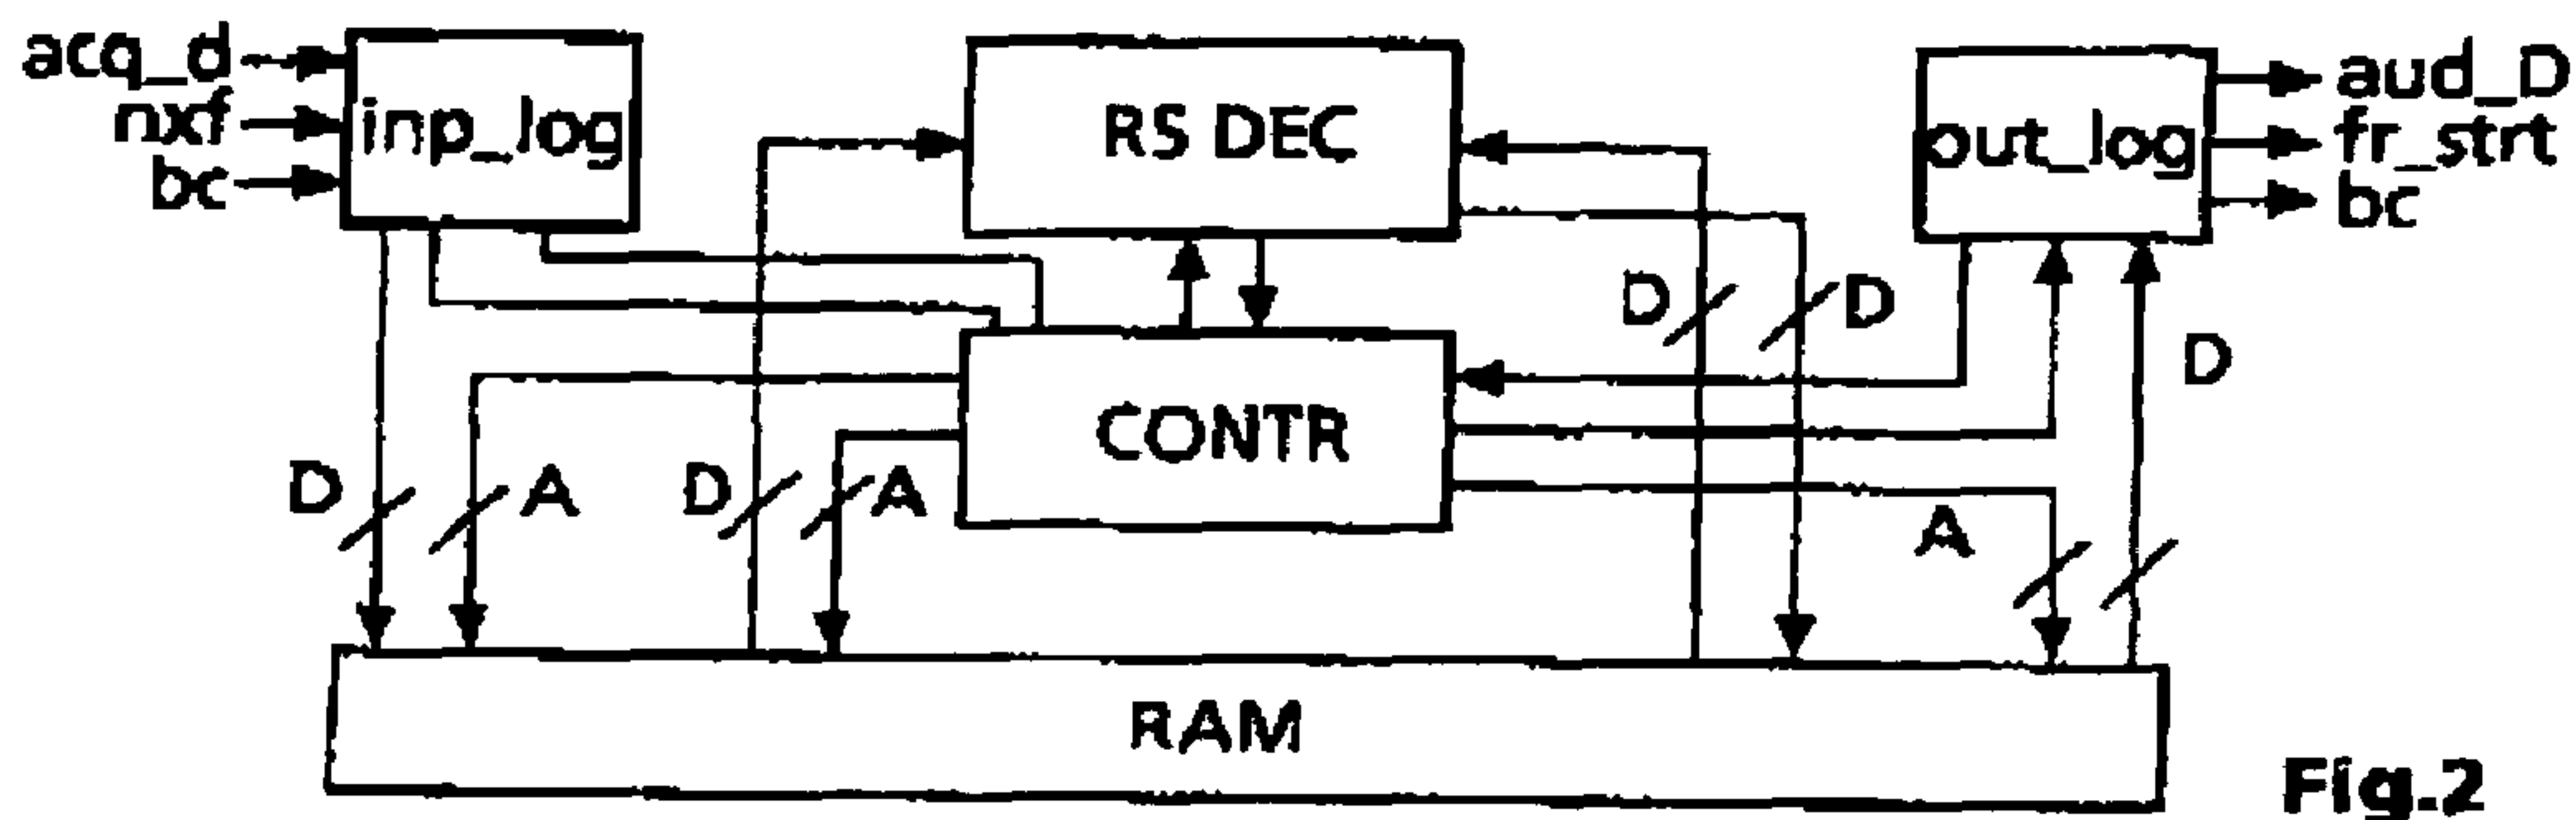 acq_d
nxf
bc
inp_log
RS DEC
out_log
aud_D
fr_strt
bc
D
D
D
CONTR
D
A
D
A
A
RAM
Fig.2